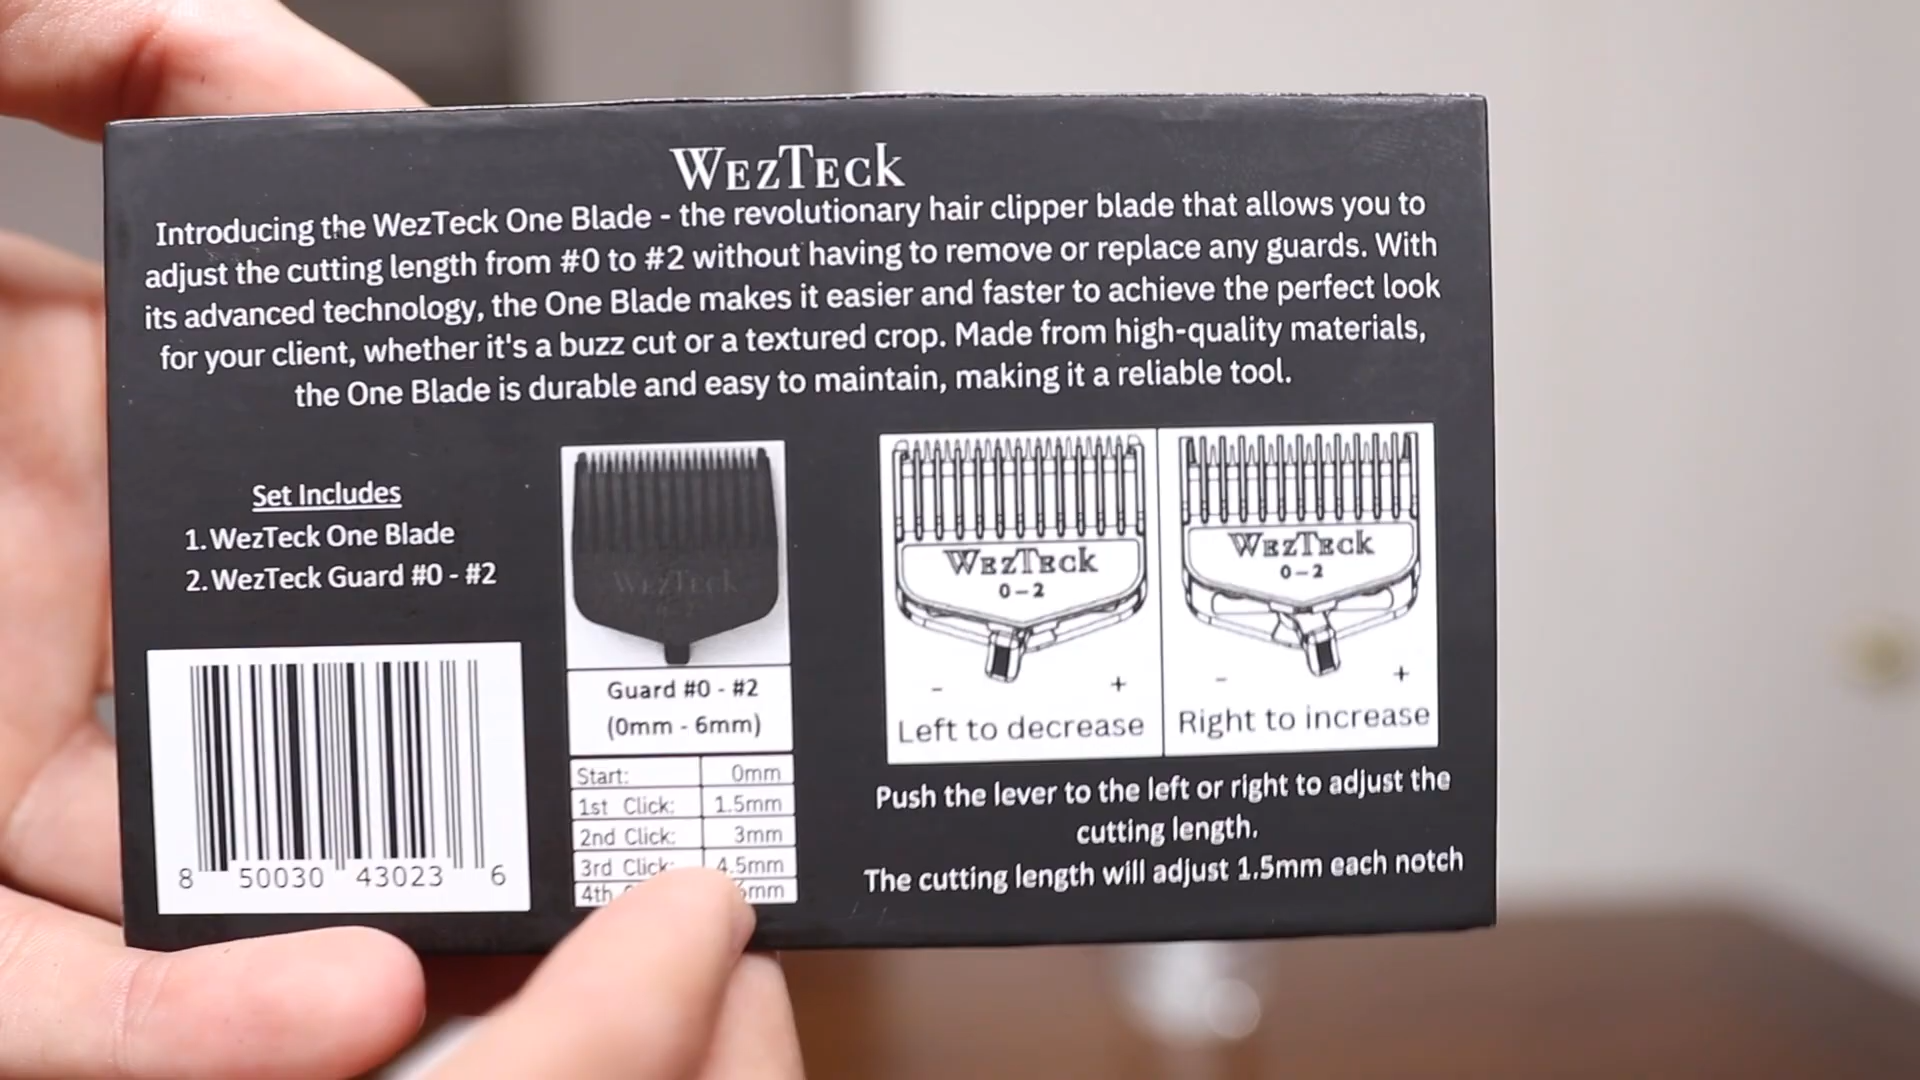 WezTeck
Introducing the WezTeck One Blade - the revolutionary hair clipper blade that allows you to
adjust the cutting length from #0 to #2 without having to remove or replace any guards. With
its advanced technology, the One Blade makes it easier and faster to achieve the perfect look
for your client, whether it's a buzz cut or a textured crop. Made from high-quality materials,
the One Blade is durable and easy to maintain, making it a reliable tool.
Set Includes
1. WezTeck One Blade
2. WezTeck Guard #0 - #2
8 50030 43023 6
WezTeck
Guard #0 - #2
(0mm - 6mm)
Start: 0mm
1st Click: 1.5mm
2nd Click: 3mm
3rd Click: 4.5mm
4th mm
WezTeck
0-2
- +
Left to decrease
WezTeck
0-2
- +
Right to increase
Push the lever to the left or right to adjust the
cutting length.
The cutting length will adjust 1.5mm each notch